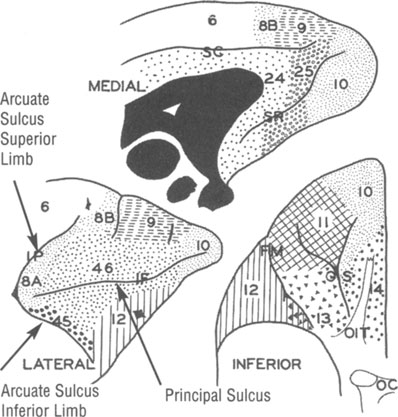 6
8B
9
SC
MEDIAL
24
25
10
SR
Arcuate
Sulcus
Superior
Limb
6
8B
9
10
8A
46
IF
45
12
LATERAL
Arcuate Sulcus
Inferior Limb
Principal Sulcus
10
11
FM
12
13
14
OIT
INFERIOR
OC